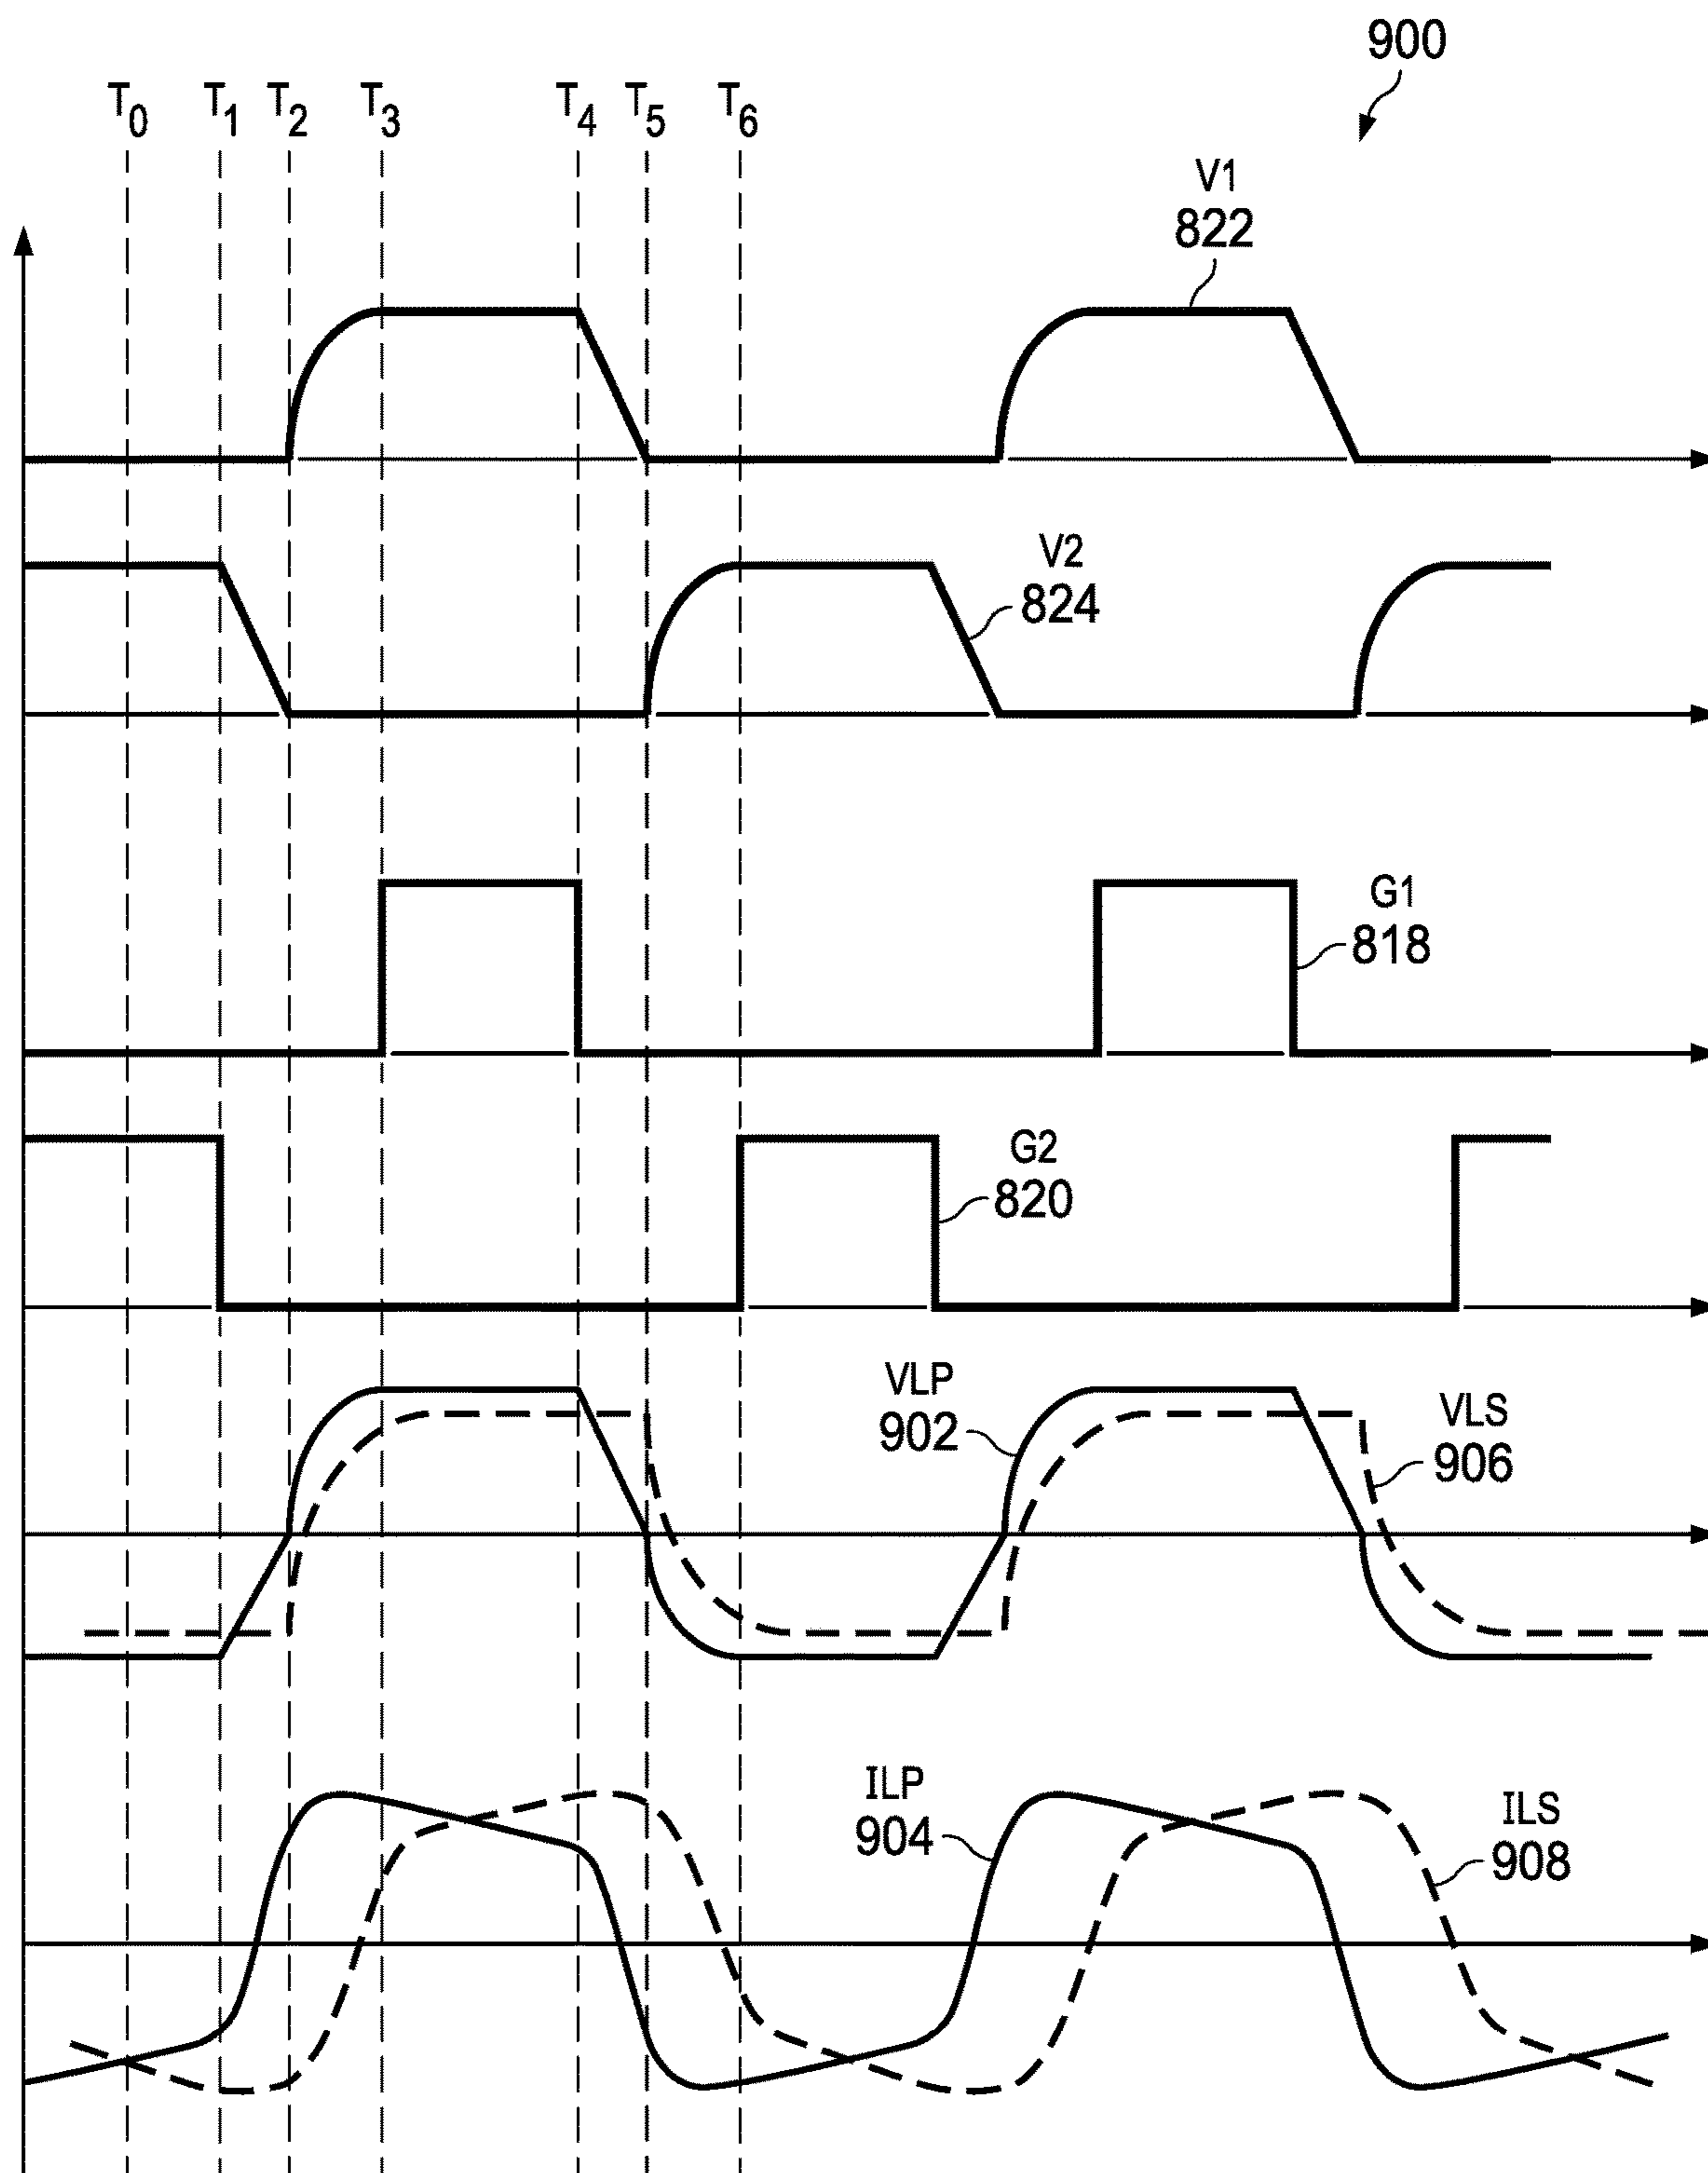 900
T0 T1 T2 T3 T4 T5 T6
V1
822
V2
824
G1
818
G2
820
VLP
902
VLS
906
ILP
904
ILS
908